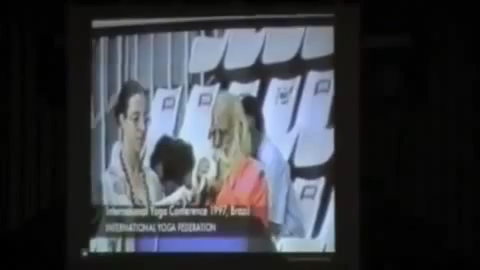 International Yoga Conference 1997, Brazil
INTERNATIONAL YOGA FEDERATION